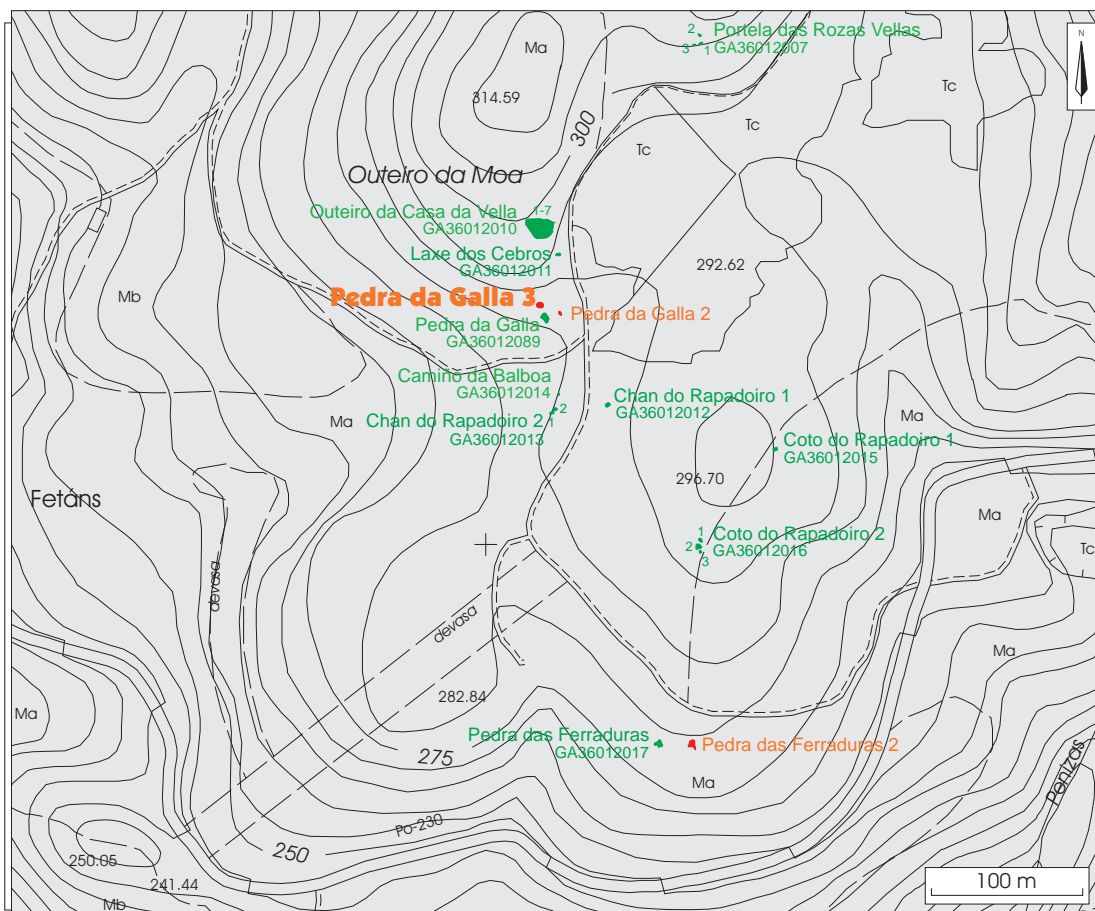 2 Portela das Rozas Vellas
3 1 GA36012007
N
Ma
314.59
300
Tc
Tc
Tc
Outeiro da Moa
Outeiro da Casa da Vella 1-7
GA36012010
Laxe dos Cebros
GA36012011
292.62
Mb
Pedra da Galla 3
Pedra da Galla 2
Pedra da Galla
GA36012089
Camino da Balboa
GA36012014
Chan do Rapadoiro 1
GA36012012
Ma
Chan do Rapadoiro 2 1 2
GA36012013
Ma
Coto do Rapadoiro 1
GA36012015
296.70
Fetáns
Ma
1 Coto do Rapadoiro 2
2 GA36012016
3
Tc
devasa
devasa
Ma
282.84
Ma
Pedra das Ferraduras
GA36012017
Pedra das Ferraduras 2
275
Ma
Penizas
Po-230
250
250.05
241.44
Mb
100 m